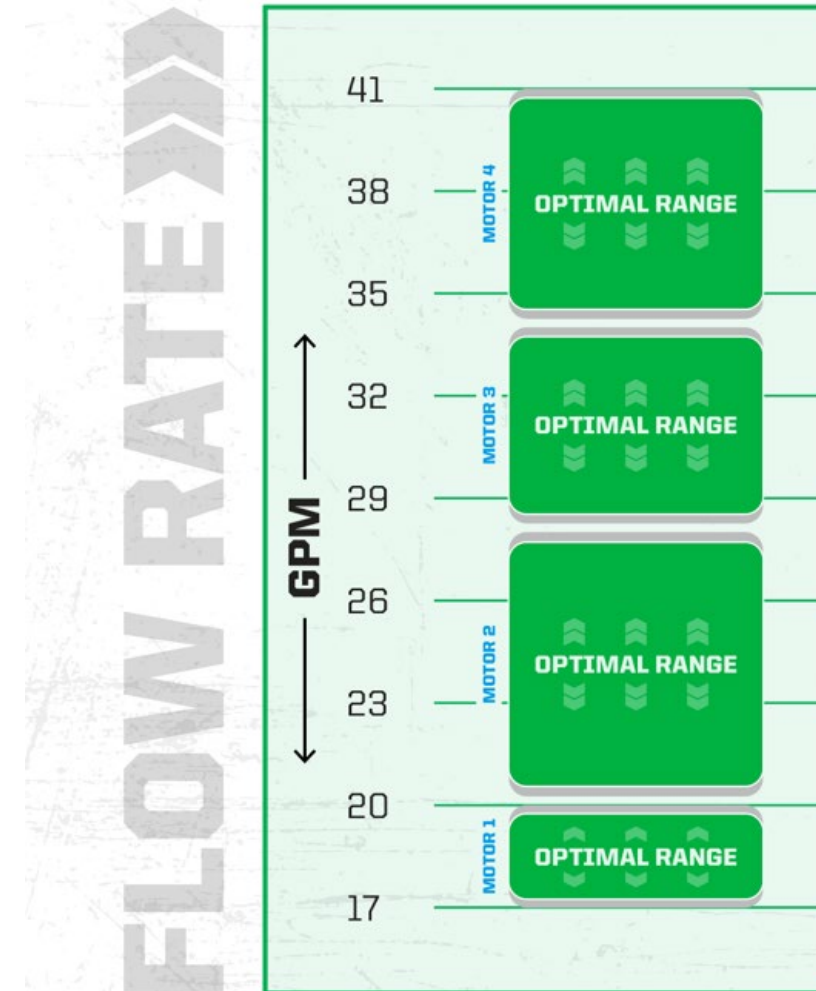 FLOW RATE
GPM
41
38
35
32
29
26
23
20
17
MOTOR 4
OPTIMAL RANGE
MOTOR 3
OPTIMAL RANGE
MOTOR 2
OPTIMAL RANGE
MOTOR 1
OPTIMAL RANGE